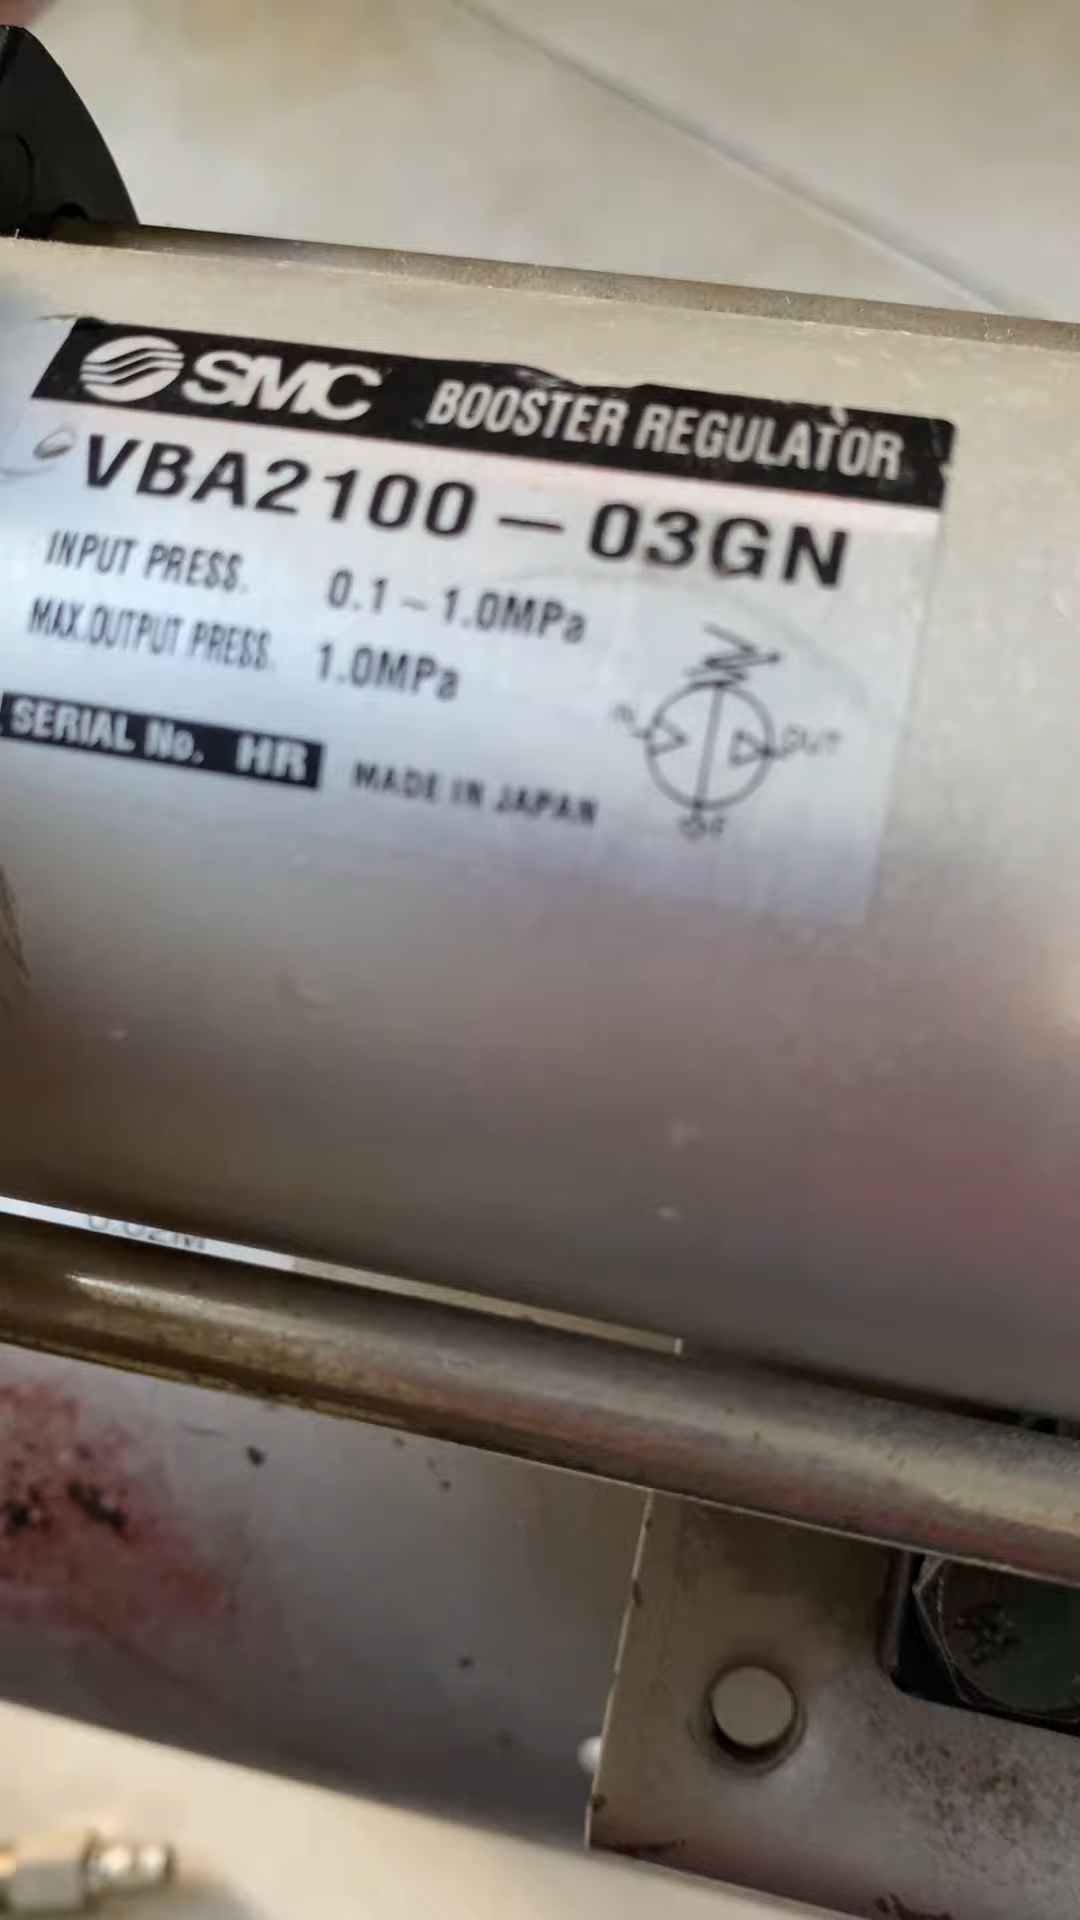 SMC BOOSTER REGULATOR
VBA2100-03GN
INPUT PRESS. 0.1~1.0MPa
MAX.OUTPUT PRESS. 1.0MPa
OUT
SERIAL No. HR MADE IN JAPAN